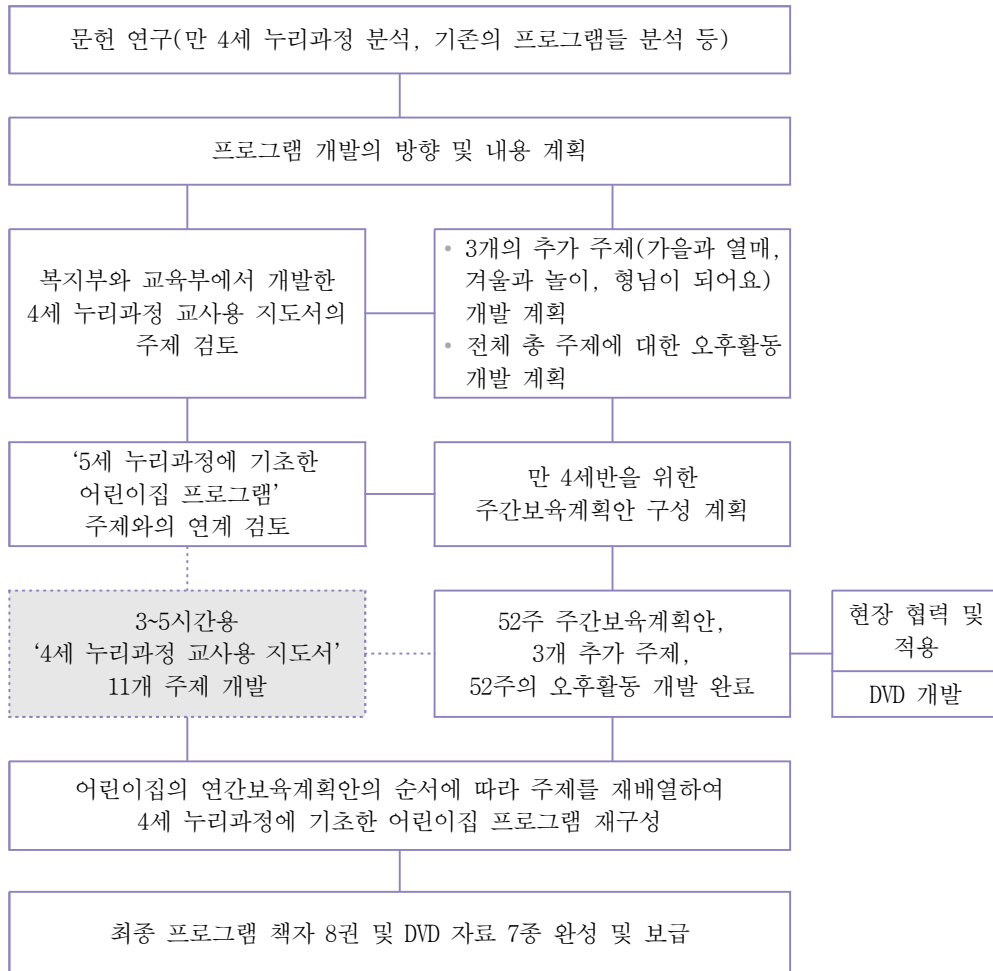 문헌 연구(만 4세 누리과정 분석, 기존의 프로그램들 분석 등)
프로그램 개발의 방향 및 내용 계획
복지부와 교육부에서 개발한
4세 누리과정 교사용 지도서의
주제 검토
• 3개의 추가 주제(가을과 열매,
겨울과 놀이, 형님이 되어요)
개발 계획
• 전체 총 주제에 대한 오후활동
개발 계획
‘5세 누리과정에 기초한
어린이집 프로그램’
주제와의 연계 검토
만 4세반을 위한
주간보육계획안 구성 계획
3~5시간용
‘4세 누리과정 교사용 지도서’
11개 주제 개발
52주 주간보육계획안,
3개 추가 주제,
52주의 오후활동 개발 완료
현장 협력 및
적용
DVD 개발
어린이집의 연간보육계획안의 순서에 따라 주제를 재배열하여
4세 누리과정에 기초한 어린이집 프로그램 재구성
최종 프로그램 책자 8권 및 DVD 자료 7종 완성 및 보급